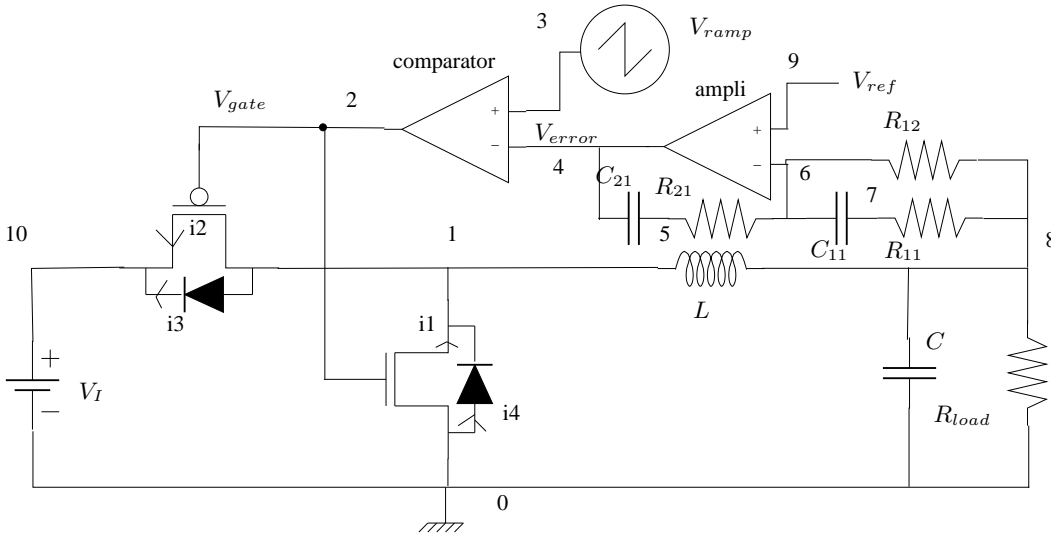 3
V_ramp
comparator
9
V_gate
2
+
−
ampli
V_ref
+
−
V_error
4
R_12
6
C_21
R_21
7
10
i2
1
5
C_11
R_11
8
i3
L
i1
+
V_I
−
C
i4
R_load
0